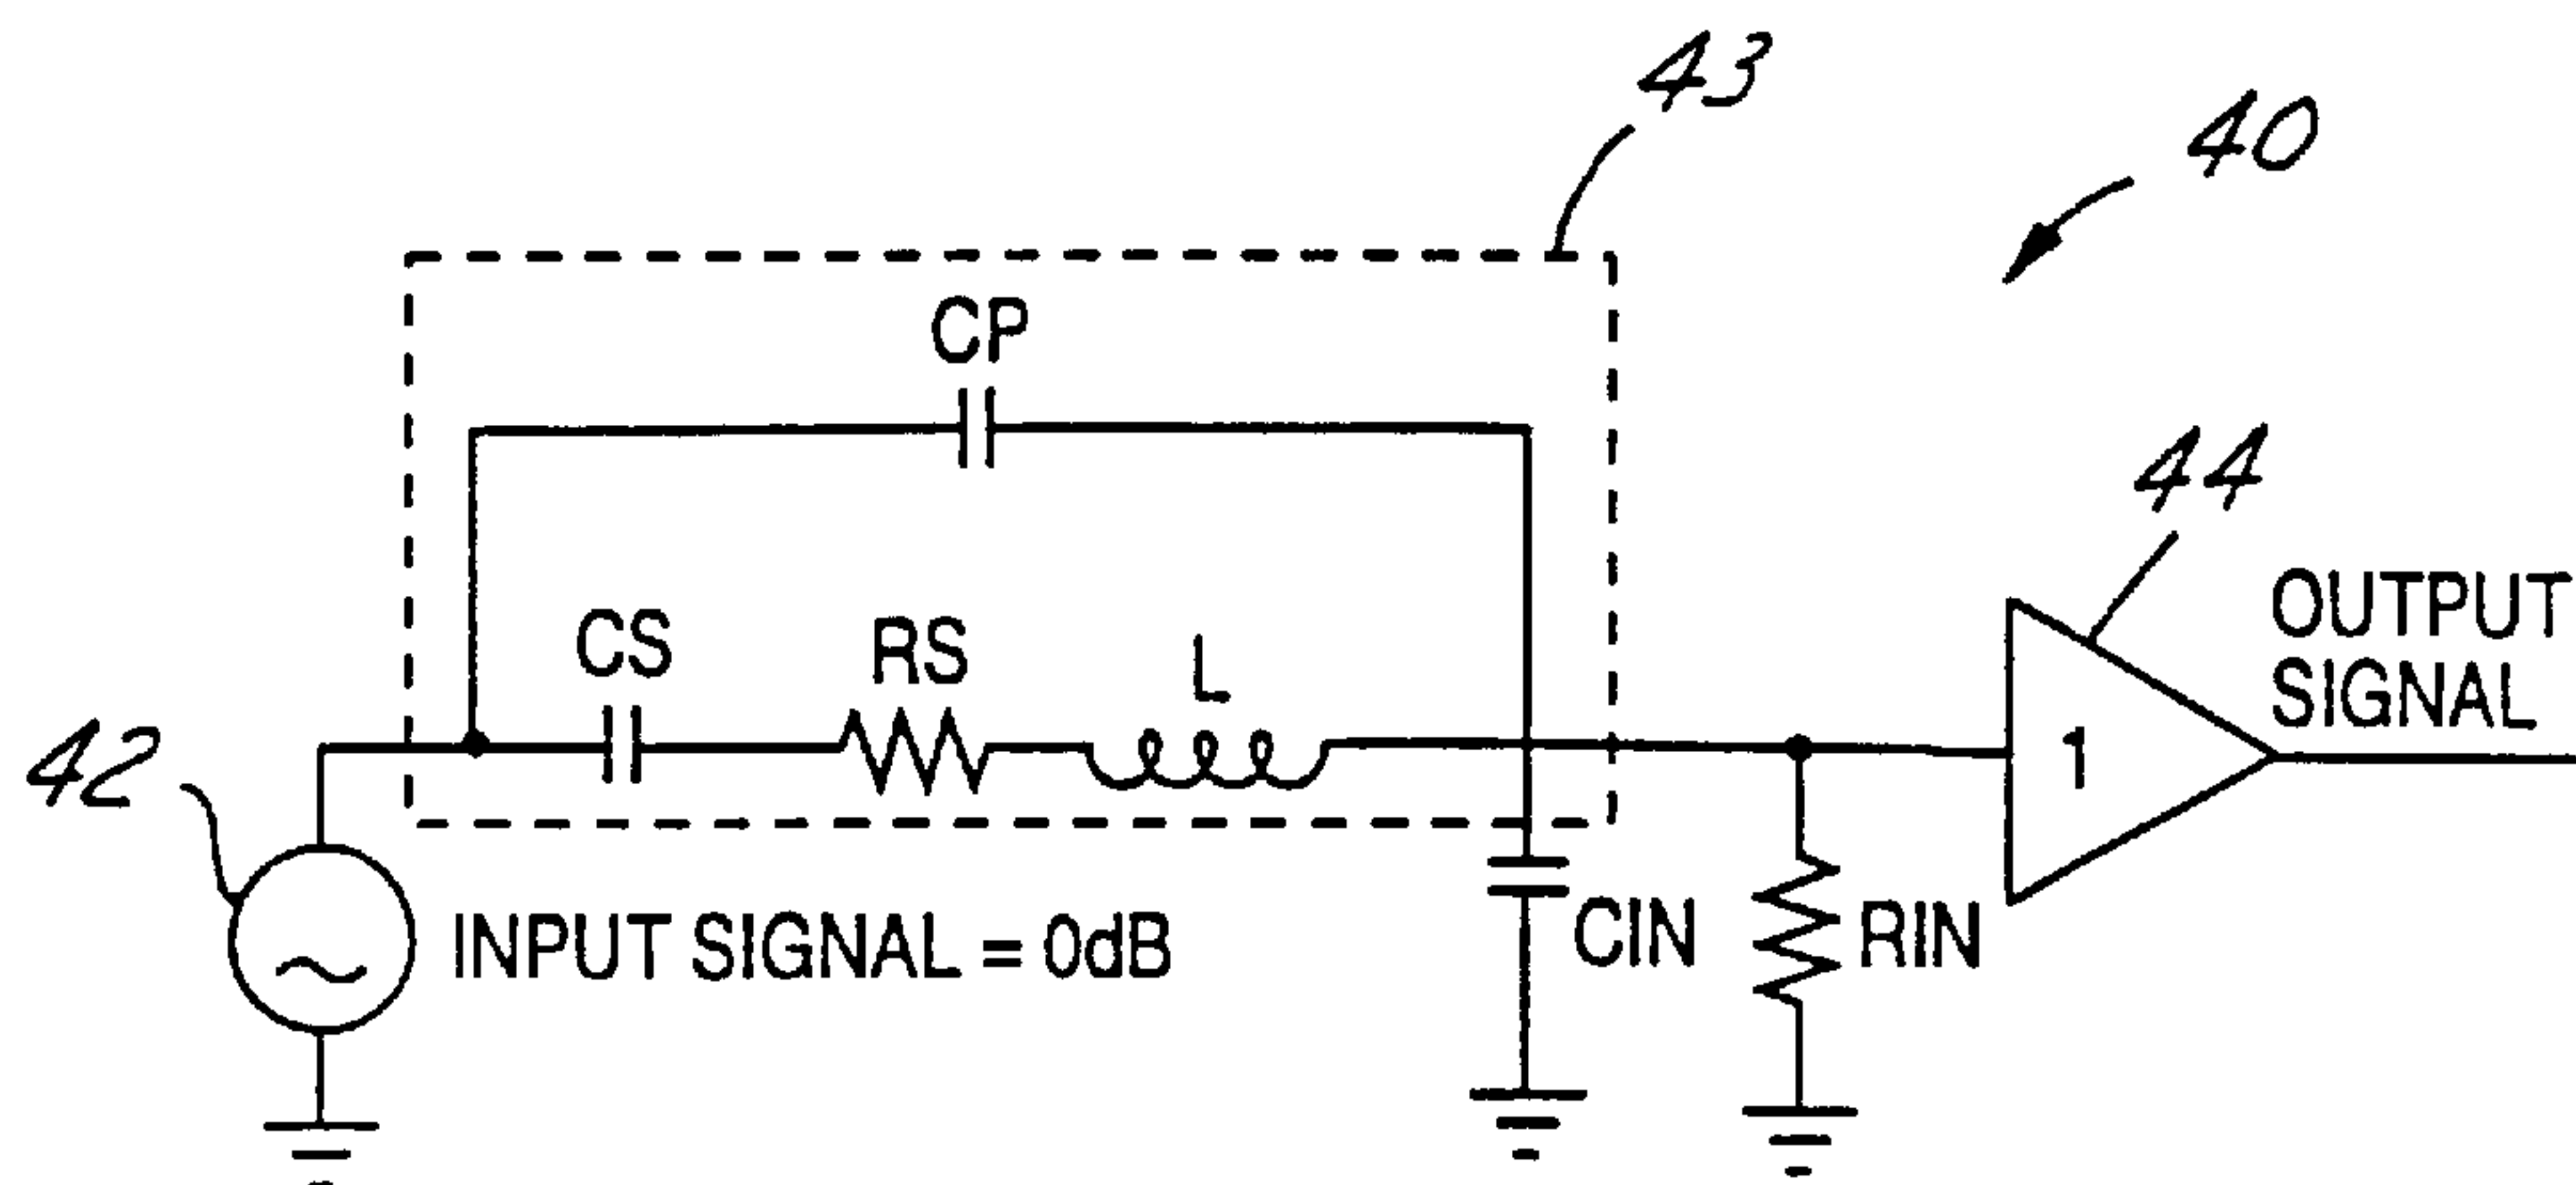 43
40
CP
44
CS
RS
L
OUTPUT
SIGNAL
1
42
INPUT SIGNAL = 0dB
CIN
RIN